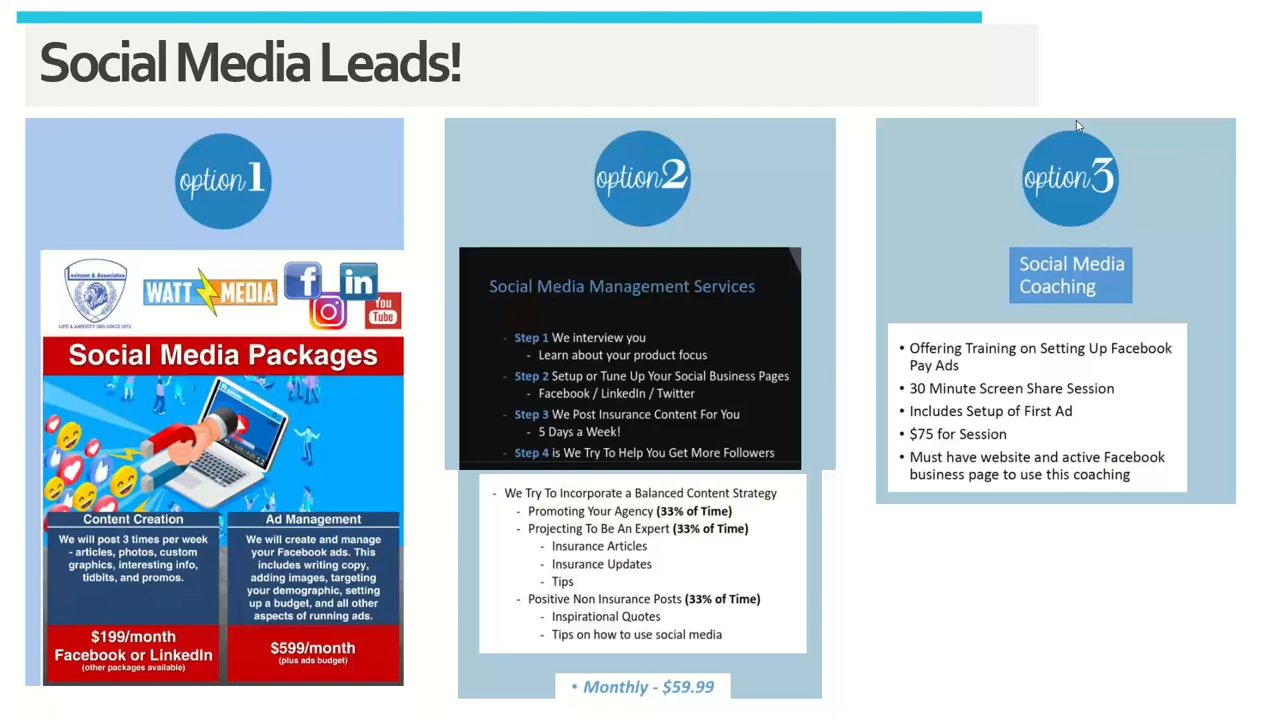 Social Media Leads!
option1
Levinson & Associates
LIFE & ANNUITY IMO SINCE 1972
WATT MEDIA
f
in
You
Tube
Social Media Packages
Content Creation
We will post 3 times per week
- articles, photos, custom
graphics, interesting info,
tidbits, and promos.
$199/month
Facebook or LinkedIn
(other packages available)
Ad Management
We will create and manage
your Facebook ads. This
includes writing copy,
adding images, targeting
your demographic, setting
up a budget, and all other
aspects of running ads.
$599/month
(plus ads budget)
option2
Social Media Management Services
- Step 1 We interview you
- Learn about your product focus
- Step 2 Setup or Tune Up Your Social Business Pages
- Facebook / LinkedIn / Twitter
- Step 3 We Post Insurance Content For You
- 5 Days a Week!
- Step 4 is We Try To Help You Get More Followers
- We Try To Incorporate a Balanced Content Strategy
- Promoting Your Agency (33% of Time)
- Projecting To Be An Expert (33% of Time)
- Insurance Articles
- Insurance Updates
- Tips
- Positive Non Insurance Posts (33% of Time)
- Inspirational Quotes
- Tips on how to use social media
• Monthly - $59.99
option3
Social Media
Coaching
• Offering Training on Setting Up Facebook
Pay Ads
• 30 Minute Screen Share Session
• Includes Setup of First Ad
• $75 for Session
• Must have website and active Facebook
business page to use this coaching